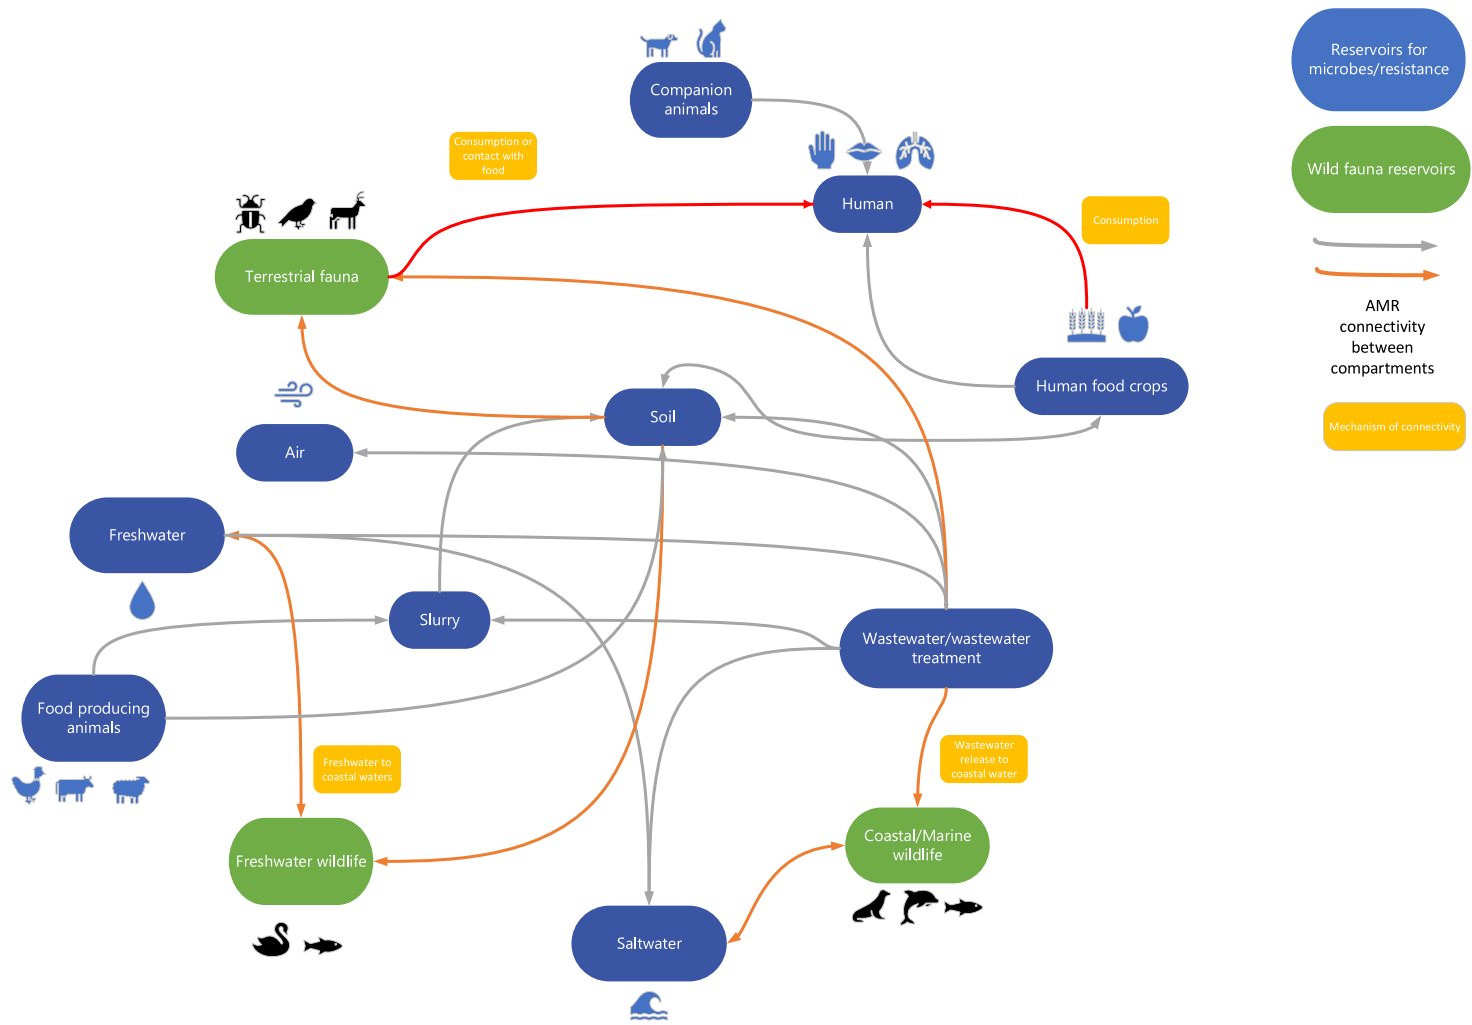 Companion
animals
Reservoirs for
microbes/resistance
Consumption or
contact with
food
Wild fauna reservoirs
Human
Consumption
Terrestrial fauna
AMR
connectivity
between
compartments
Human food crops
Soil
Mechanism of connectivity
Air
Freshwater
Slurry
Wastewater/wastewater
treatment
Food producing
animals
Freshwater to
coastal waters
Wastewater
release to
coastal water
Freshwater wildlife
Coastal/Marine
wildlife
Saltwater